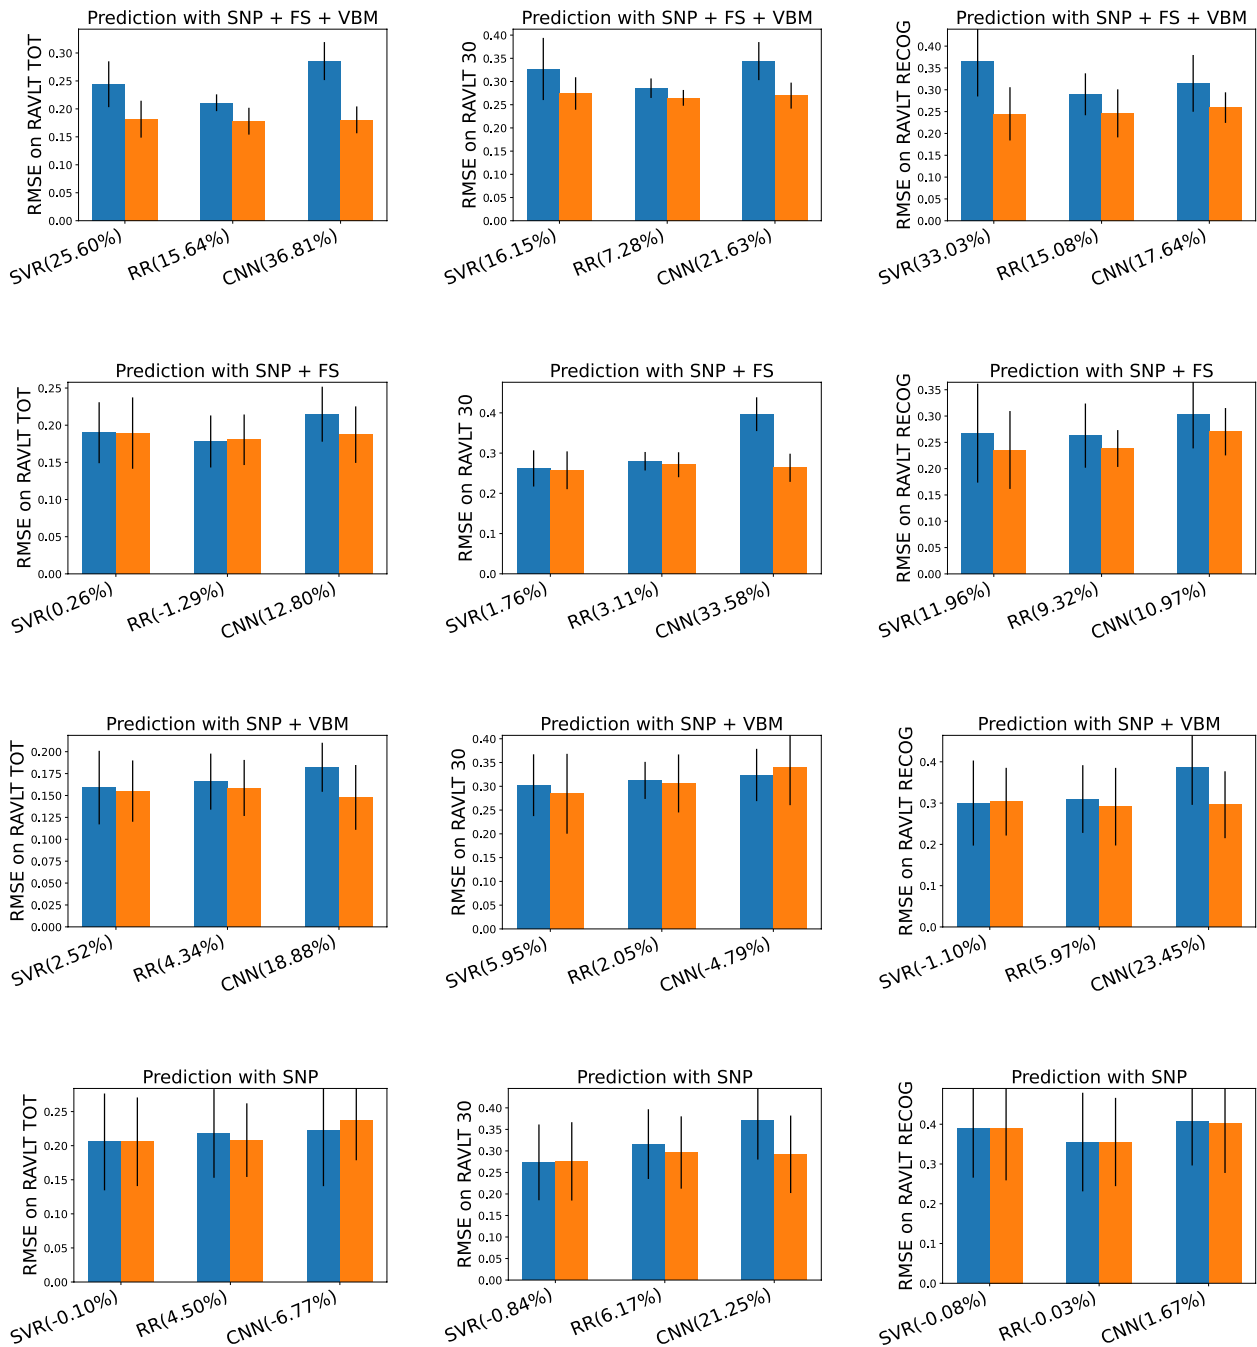 Prediction with SNP + FS + VBM
RMSE on RAVLT TOT
0.30
0.25
0.20
0.15
0.10
0.05
0.00
SVR(25.60%)
RR(15.64%)
CNN(36.81%)
Prediction with SNP + FS + VBM
RMSE on RAVLT 30
0.40
0.35
0.30
0.25
0.20
0.15
0.10
0.05
0.00
SVR(16.15%)
RR(7.28%)
CNN(21.63%)
Prediction with SNP + FS + VBM
RMSE on RAVLT RECOG
0.40
0.35
0.30
0.25
0.20
0.15
0.10
0.05
0.00
SVR(33.03%)
RR(15.08%)
CNN(17.64%)
Prediction with SNP + FS
RMSE on RAVLT TOT
0.25
0.20
0.15
0.10
0.05
0.00
SVR(0.26%)
RR(-1.29%)
CNN(12.80%)
Prediction with SNP + FS
RMSE on RAVLT 30
0.4
0.3
0.2
0.1
0.0
SVR(1.76%)
RR(3.11%)
CNN(33.58%)
Prediction with SNP + FS
RMSE on RAVLT RECOG
0.35
0.30
0.25
0.20
0.15
0.10
0.05
0.00
SVR(11.96%)
RR(9.32%)
CNN(10.97%)
Prediction with SNP + VBM
RMSE on RAVLT TOT
0.200
0.175
0.150
0.125
0.100
0.075
0.050
0.025
0.000
SVR(2.52%)
RR(4.34%)
CNN(18.88%)
Prediction with SNP + VBM
RMSE on RAVLT 30
0.40
0.35
0.30
0.25
0.20
0.15
0.10
0.05
0.00
SVR(5.95%)
RR(2.05%)
CNN(-4.79%)
Prediction with SNP + VBM
RMSE on RAVLT RECOG
0.4
0.3
0.2
0.1
0.0
SVR(-1.10%)
RR(5.97%)
CNN(23.45%)
Prediction with SNP
RMSE on RAVLT TOT
0.25
0.20
0.15
0.10
0.05
0.00
SVR(-0.10%)
RR(4.50%)
CNN(-6.77%)
Prediction with SNP
RMSE on RAVLT 30
0.40
0.35
0.30
0.25
0.20
0.15
0.10
0.05
0.00
SVR(-0.84%)
RR(6.17%)
CNN(21.25%)
Prediction with SNP
RMSE on RAVLT RECOG
0.4
0.3
0.2
0.1
0.0
SVR(-0.08%)
RR(-0.03%)
CNN(1.67%)